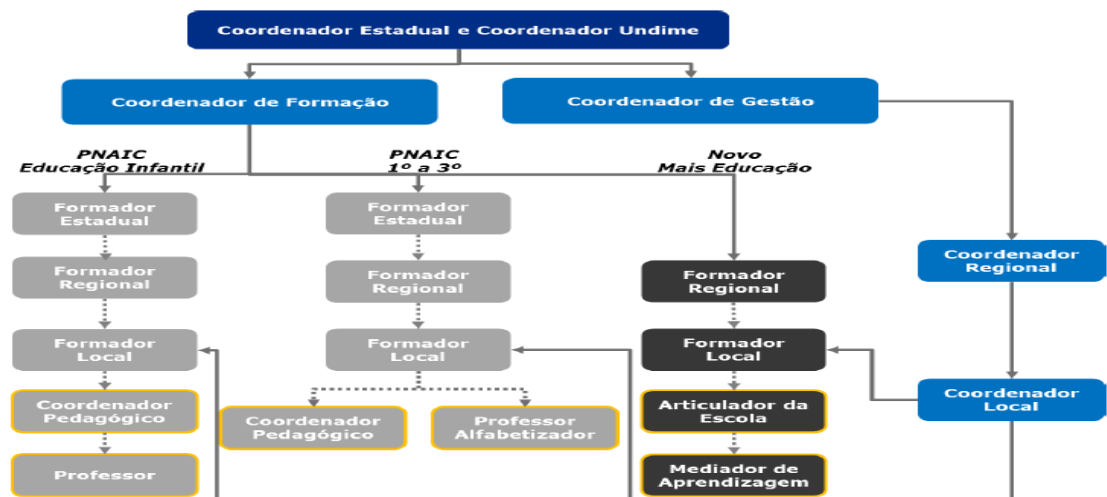 Coordenador Estadual e Coordenador Undime
Coordenador de Formação
Coordenador de Gestão
PNAIC
Educação Infantil
PNAIC
1º a 3º
Novo
Mais Educação
Formador
Estadual
Formador
Estadual
Coordenador
Regional
Formador
Regional
Formador
Regional
Formador
Regional
Formador
Local
Formador
Local
Formador
Local
Coordenador
Local
Coordenador
Pedagógico
Coordenador
Pedagógico
Professor
Alfabetizador
Articulador da
Escola
Professor
Mediador de
Aprendizagem